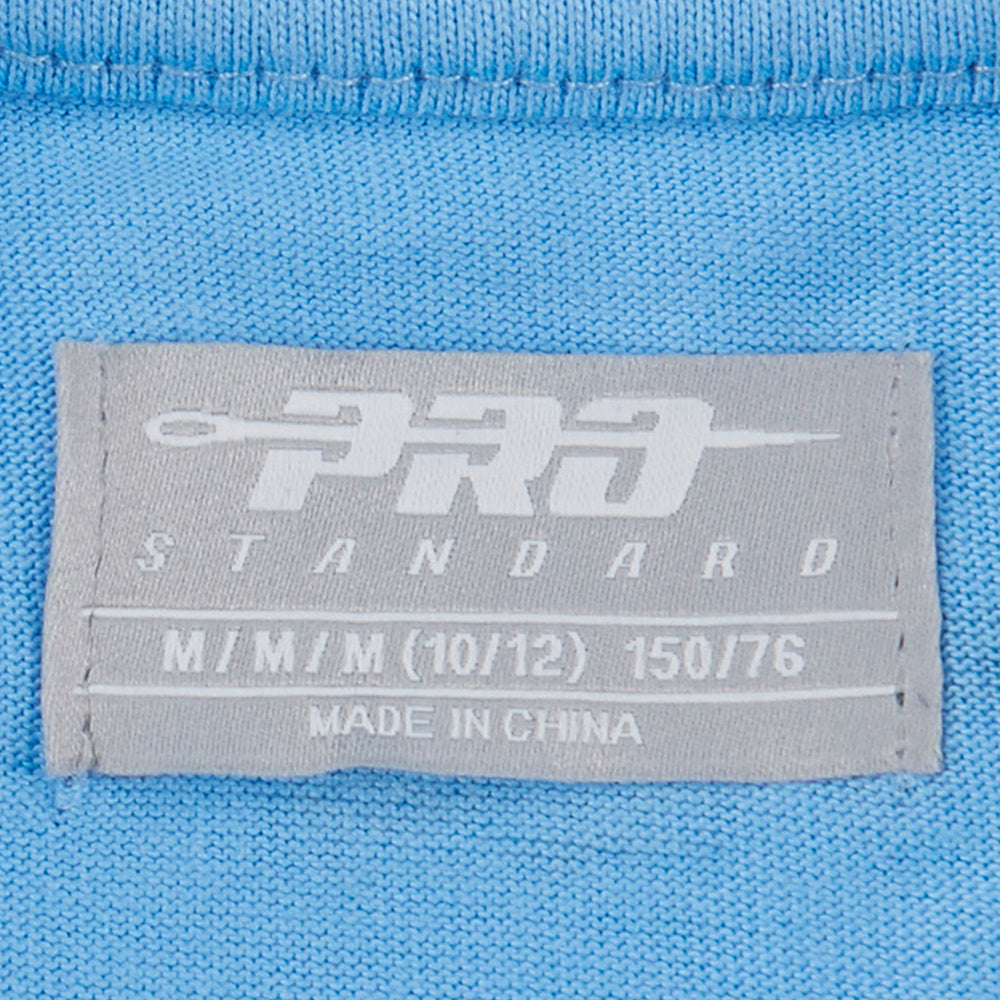 PRO
STANDARD
M/M/M (10/12) 150/76
MADE IN CHINA